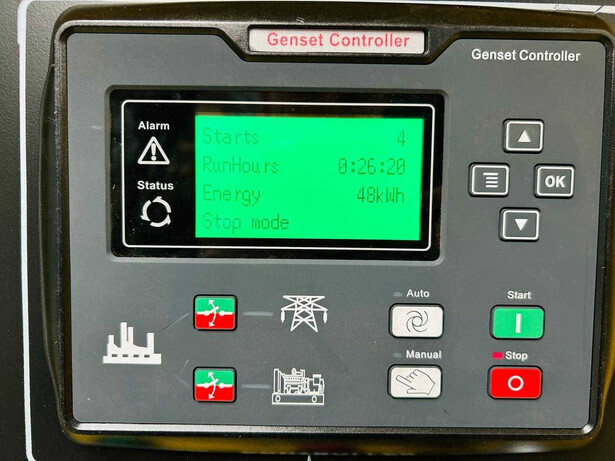 Genset Controller
Genset Controller
Alarm
Status
Starts 4
RunHours 0:26:20
Energy 48kWh
Stop mode
OK
Auto
Start
Manual
Stop